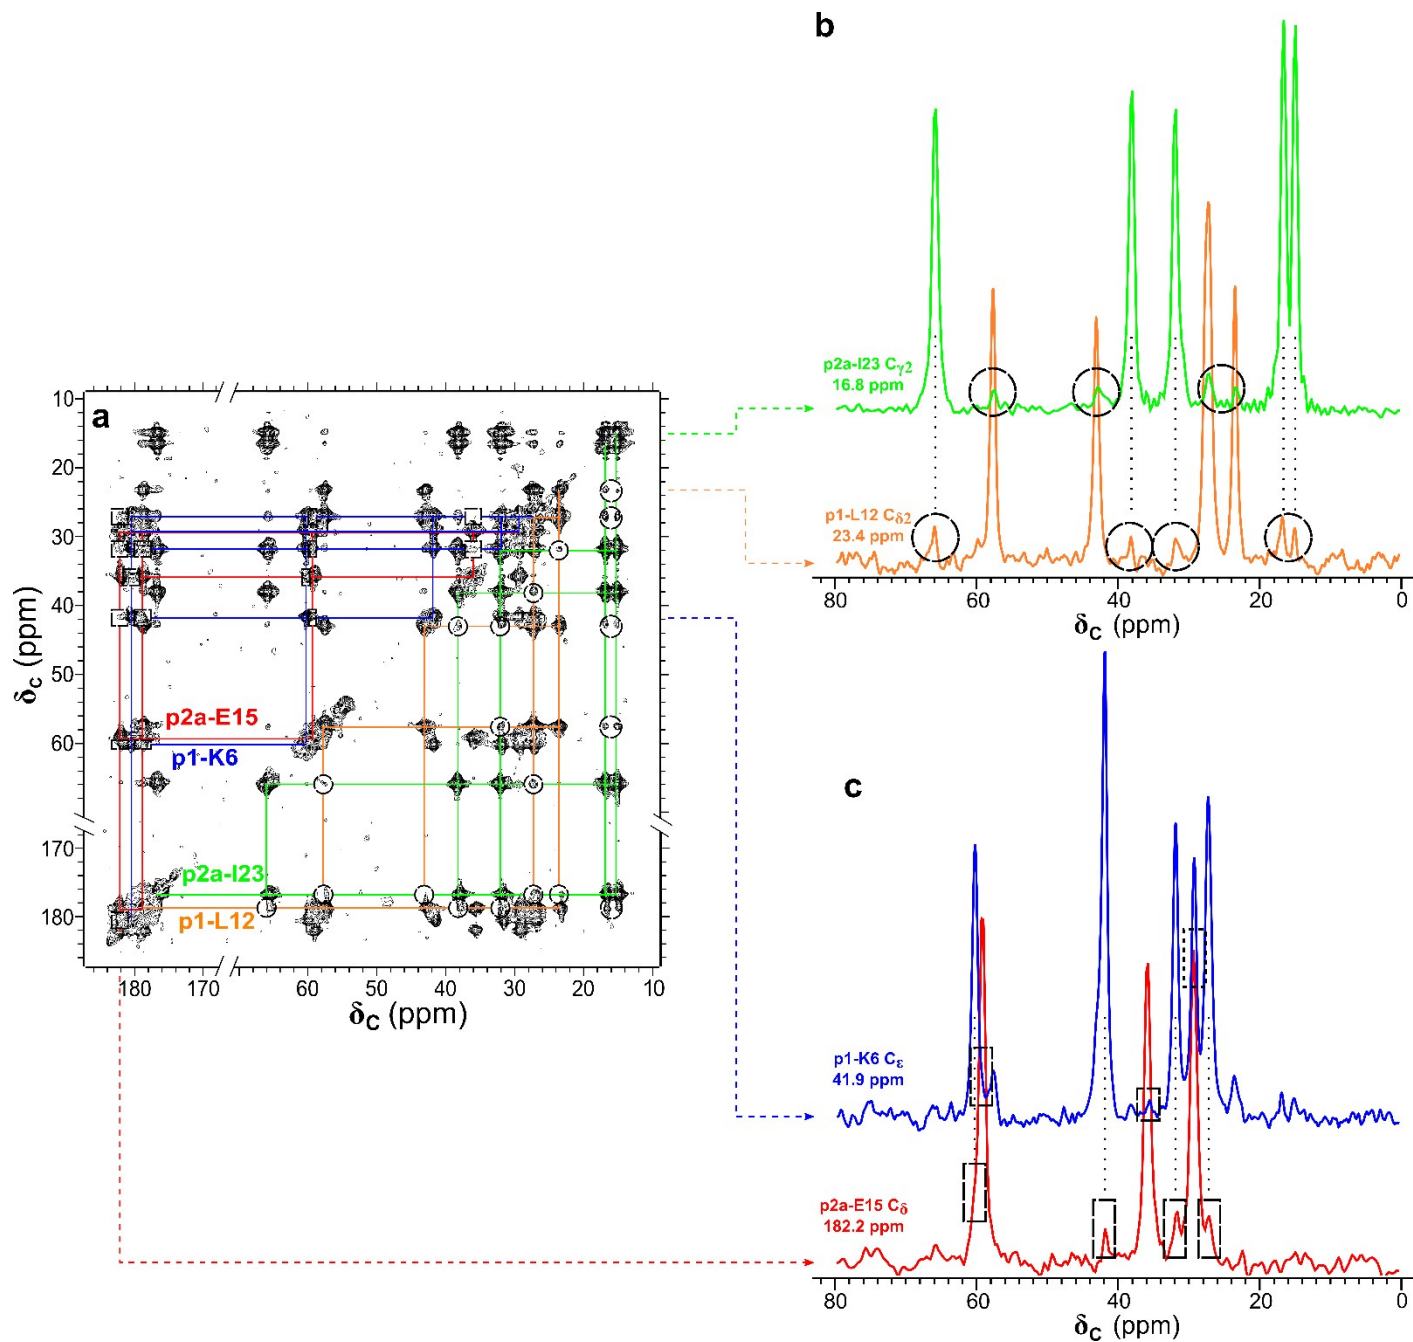 b
p2a-I23 Cγ2
16.8 ppm
p1-L12 Cδ2
23.4 ppm
80 60 40 20 0
δC (ppm)
a
10
20
30
40
50
60
170
180
δC (ppm)
p2a-E15
p1-K6
p2a-I23
p1-L12
180 170 60 50 40 30 20 10
δC (ppm)
c
p1-K6 Cε
41.9 ppm
p2a-E15 Cδ
182.2 ppm
80 60 40 20 0
δC (ppm)